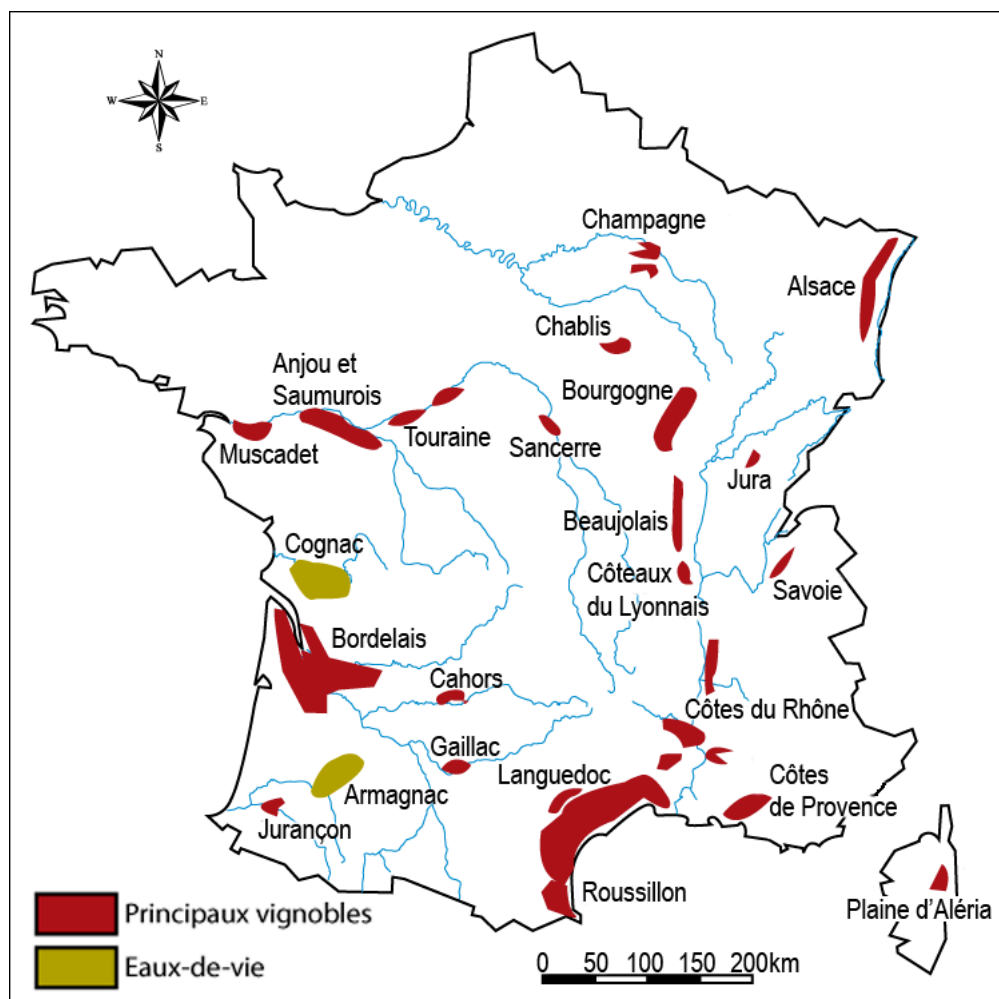 N
W
E
S
Champagne
Alsace
Chablis
Anjou et
Saumurois
Bourgogne
Touraine
Sancerre
Muscadet
Jura
Beaujolais
Cognac
Côteaux
du Lyonnais
Savoie
Bordelais
Cahors
Côtes du Rhône
Gaillac
Languedoc
Côtes
de Provence
Armagnac
Jurançon
Roussillon
Plaine d'Aléria
Principaux vignobles
Eaux-de-vie
0 50 100 150 200km